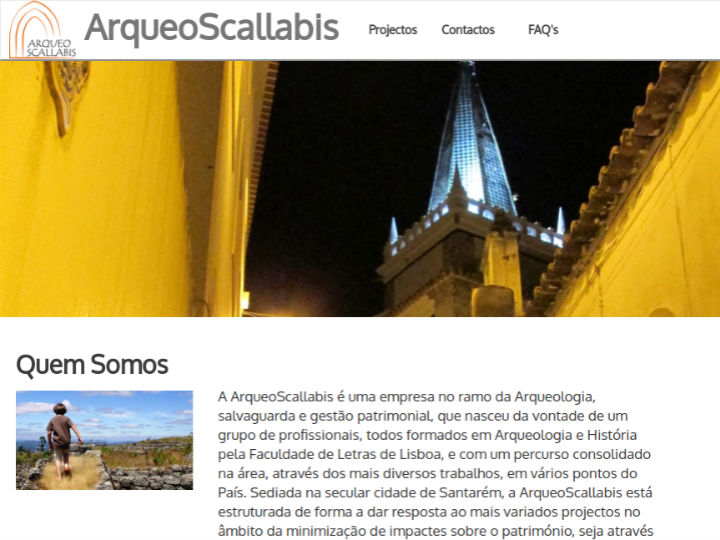 ARQUEO
SCALLABIS
ArqueoScallabis
Projectos
Contactos
FAQ's
Quem Somos
A ArqueoScallabis é uma empresa no ramo da Arqueologia,
salvaguarda e gestão patrimonial, que nasceu da vontade de um
grupo de profissionais, todos formados em Arqueologia e História
pela Faculdade de Letras de Lisboa, e com um percurso consolidado
na área, através dos mais diversos trabalhos, em vários pontos do
País. Sediada na secular cidade de Santarém, a ArqueoScallabis está
estruturada de forma a dar resposta ao mais variados projectos no
âmbito da minimização de impactes sobre o património, seja através